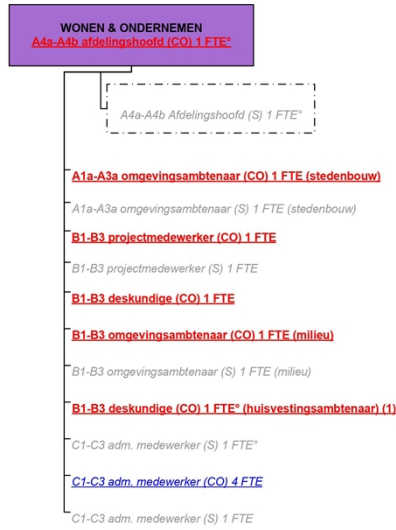 WONEN & ONDERNEMEN
A4a-A4b afdelingshoofd (CO) 1 FTE°
A4a-A4b Afdelingshoofd (S) 1 FTE°
A1a-A3a omgevingsambtenaar (CO) 1 FTE (stedenbouw)
A1a-A3a omgevingsambtenaar (S) 1 FTE (stedenbouw)
B1-B3 projectmedewerker (CO) 1 FTE
B1-B3 projectmedewerker (S) 1 FTE
B1-B3 deskundige (CO) 1 FTE
B1-B3 omgevingsambtenaar (CO) 1 FTE (milieu)
B1-B3 omgevingsambtenaar (S) 1 FTE (milieu)
B1-B3 deskundige (CO) 1 FTE° (huisvestingsambtenaar) (1)
C1-C3 adm. medewerker (S) 1 FTE°
C1-C3 adm. medewerker (CO) 4 FTE
C1-C3 adm. medewerker (S) 1 FTE